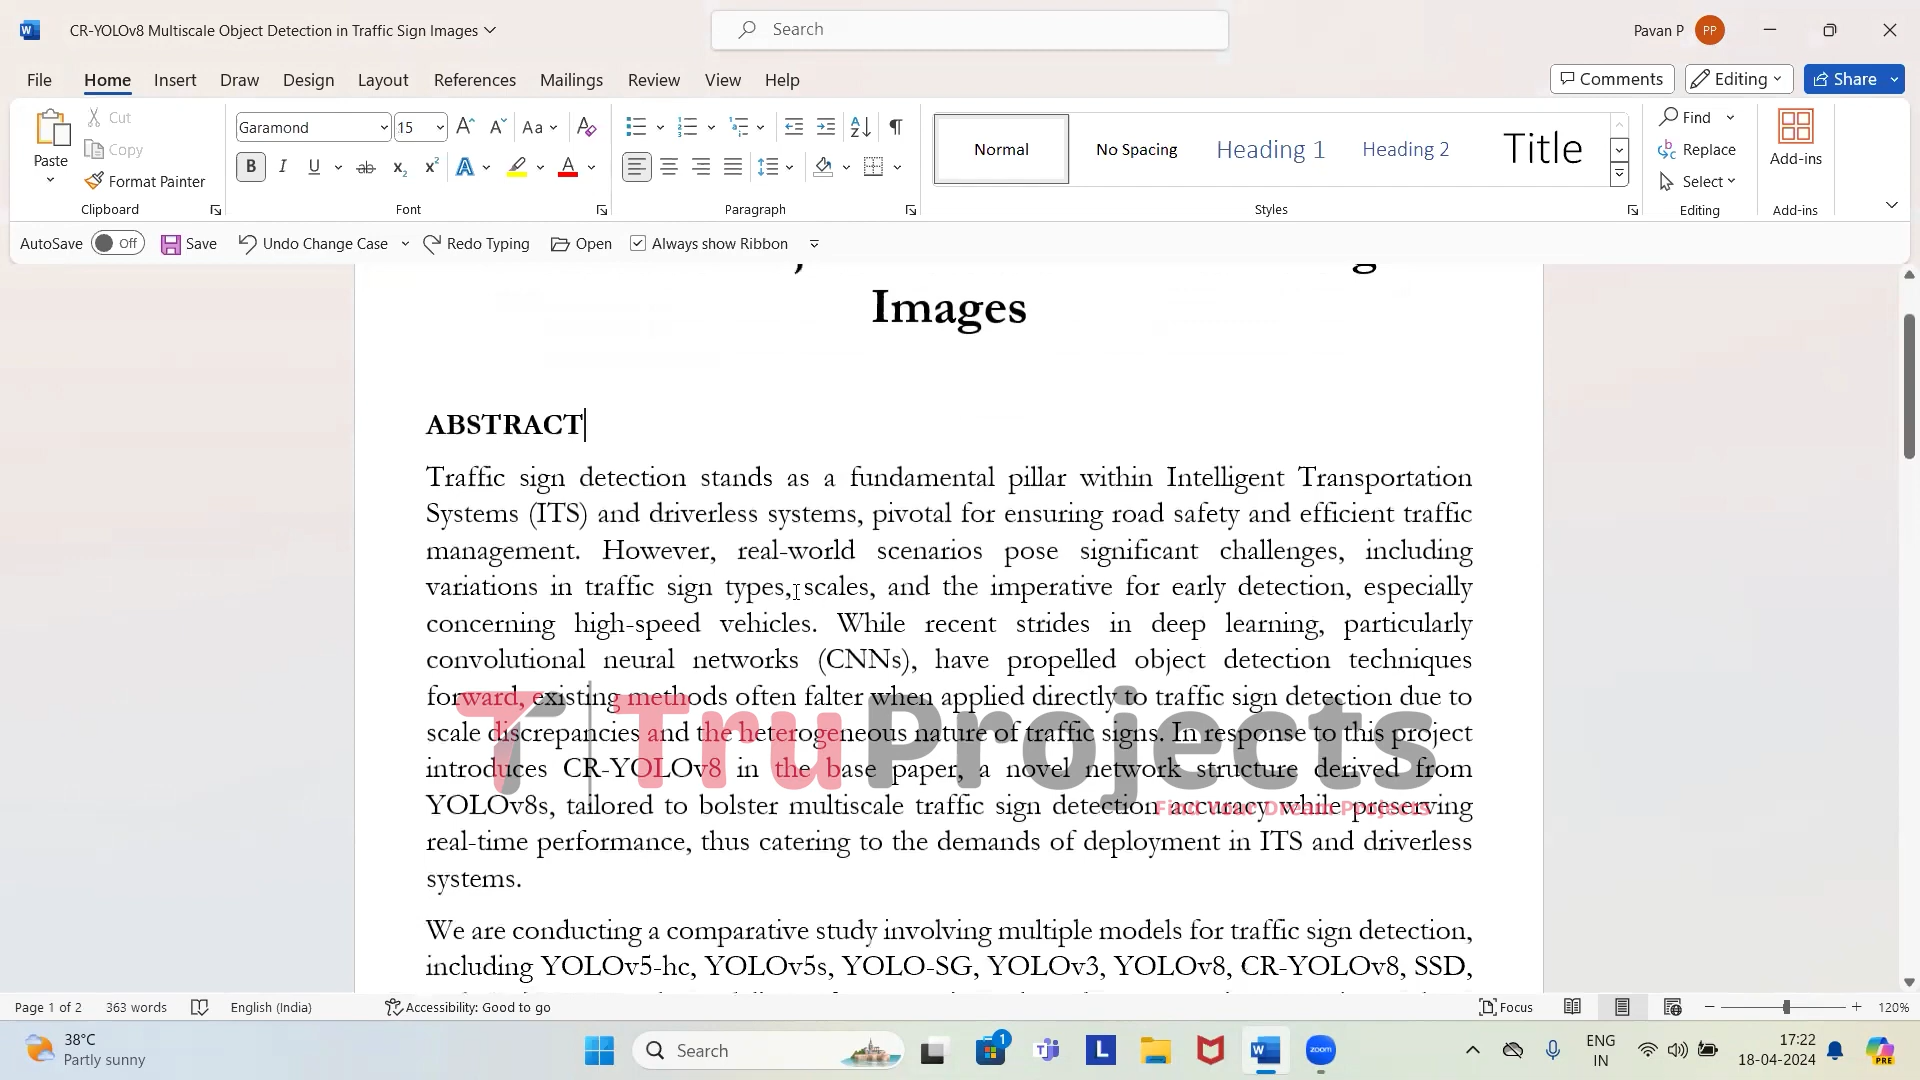 CR-YOLOv8 Multiscale Object Detection in Traffic Sign Images
Search
Pavan P
PP
File Home Insert Draw Design Layout References Mailings Review View Help
Comments Editing Share
Paste
Cut
Copy
Format Painter
Clipboard
Garamond 15
Font
Paragraph
Normal
No Spacing
Heading 1
Heading 2
Title
Styles
Find
Replace
Select
Editing
Add-ins
Add-ins
AutoSave Off Save Undo Change Case Redo Typing Open Always show Ribbon
Images
ABSTRACT
Traffic sign detection stands as a fundamental pillar within Intelligent Transportation
Systems (ITS) and driverless systems, pivotal for ensuring road safety and efficient traffic
management. However, real-world scenarios pose significant challenges, including
variations in traffic sign types, scales, and the imperative for early detection, especially
concerning high-speed vehicles. While recent strides in deep learning, particularly
convolutional neural networks (CNNs), have propelled object detection techniques
forward, existing methods often falter when applied directly to traffic sign detection due to
scale discrepancies and the heterogeneous nature of traffic signs. In response to this project
introduces CR-YOLOv8 in the base paper, a novel network structure derived from
YOLOv8s, tailored to bolster multiscale traffic sign detection accuracy while preserving
real-time performance, thus catering to the demands of deployment in ITS and driverless
systems.
TruProjects
Find Your Dream Projects
We are conducting a comparative study involving multiple models for traffic sign detection,
including YOLOv5-hc, YOLOv5s, YOLO-SG, YOLOv3, YOLOv8, CR-YOLOv8, SSD,
Page 1 of 2 363 words English (India) Accessibility: Good to go Focus 120%
38°C
Partly sunny
Search
1
L
W
zoom
ENG
IN
17:22
18-04-2024
PRE